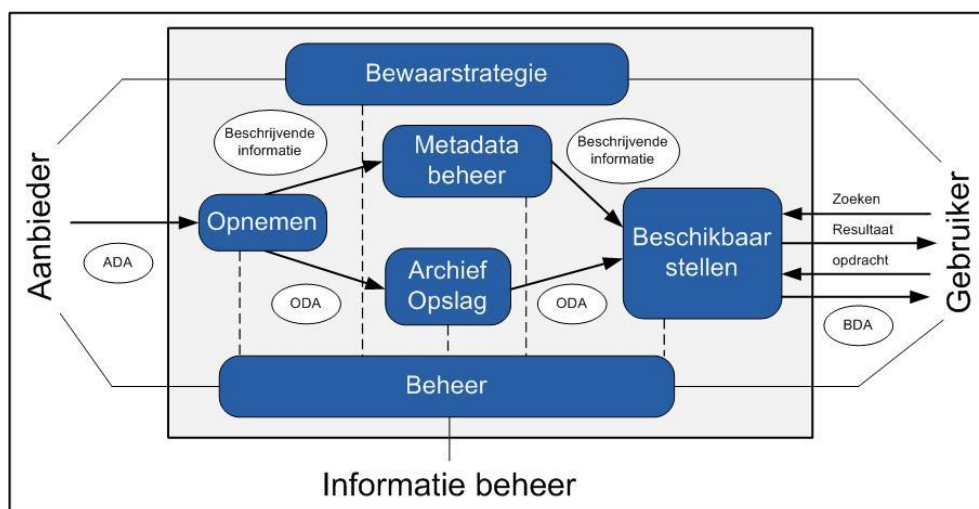 Bewaarstrategie
Aanbieder
ADA
Opnemen
Beschrijvende
informatie
Metadata
beheer
Beschrijvende
informatie
ODA
Archief
Opslag
ODA
Beschikbaar
stellen
Zoeken
Resultaat
opdracht
BDA
Gebruiker
Beheer
Informatie beheer